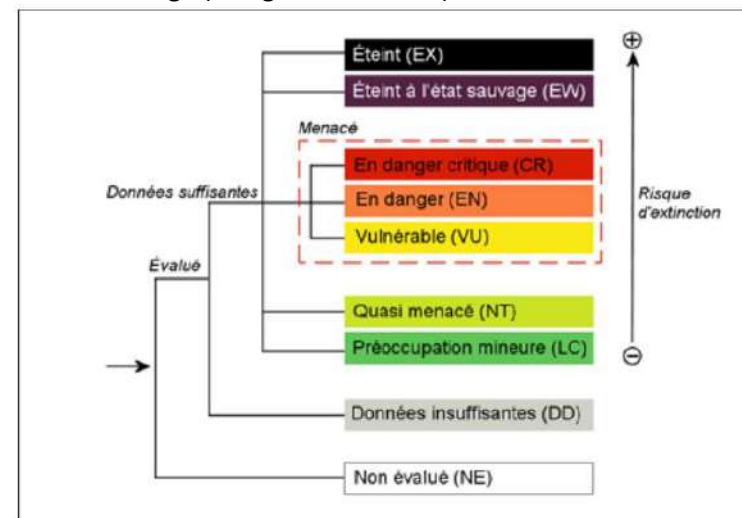 Éteint (EX)
Éteint à l'état sauvage (EW)
Menacé
En danger critique (CR)
Données suffisantes
En danger (EN)
Risque
d'extinction
Vulnérable (VU)
Évalué
Quasi menacé (NT)
Préoccupation mineure (LC)
Données insuffisantes (DD)
Non évalué (NE)